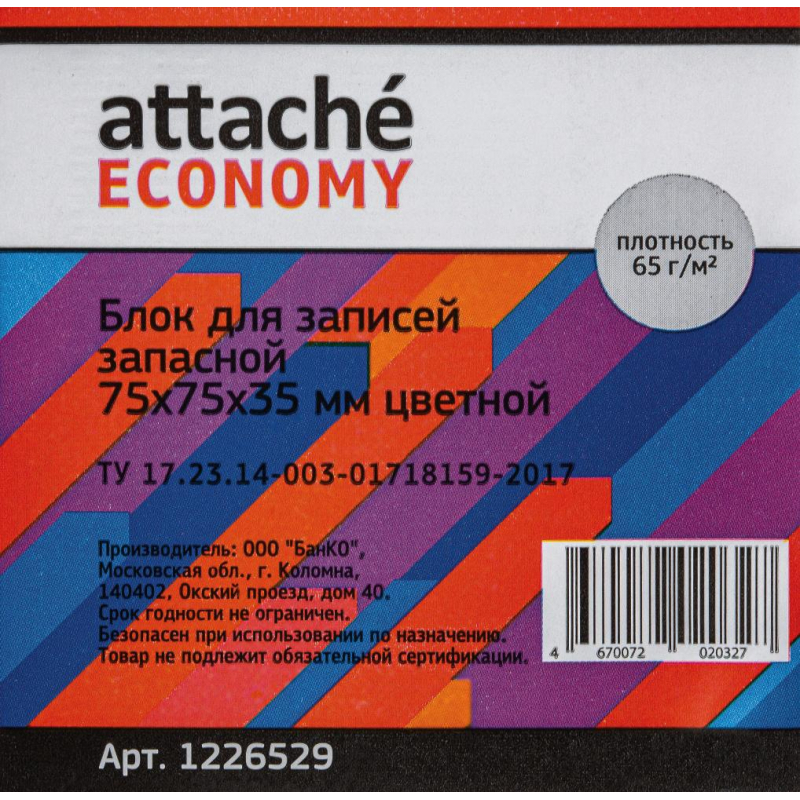 attaché
ECONOMY
плотность
65 г/м²
Блок для записей
запасной
75х75х35 мм цветной
ТУ 17.23.14-003-01718159-2017
Производитель: ООО "БанКО",
Московская обл., г. Коломна,
140402, Окский проезд, дом 40.
Срок годности не ограничен.
Безопасен при использовании по назначению.
Товар не подлежит обязательной сертификации.
4 670072 020327
Арт. 1226529